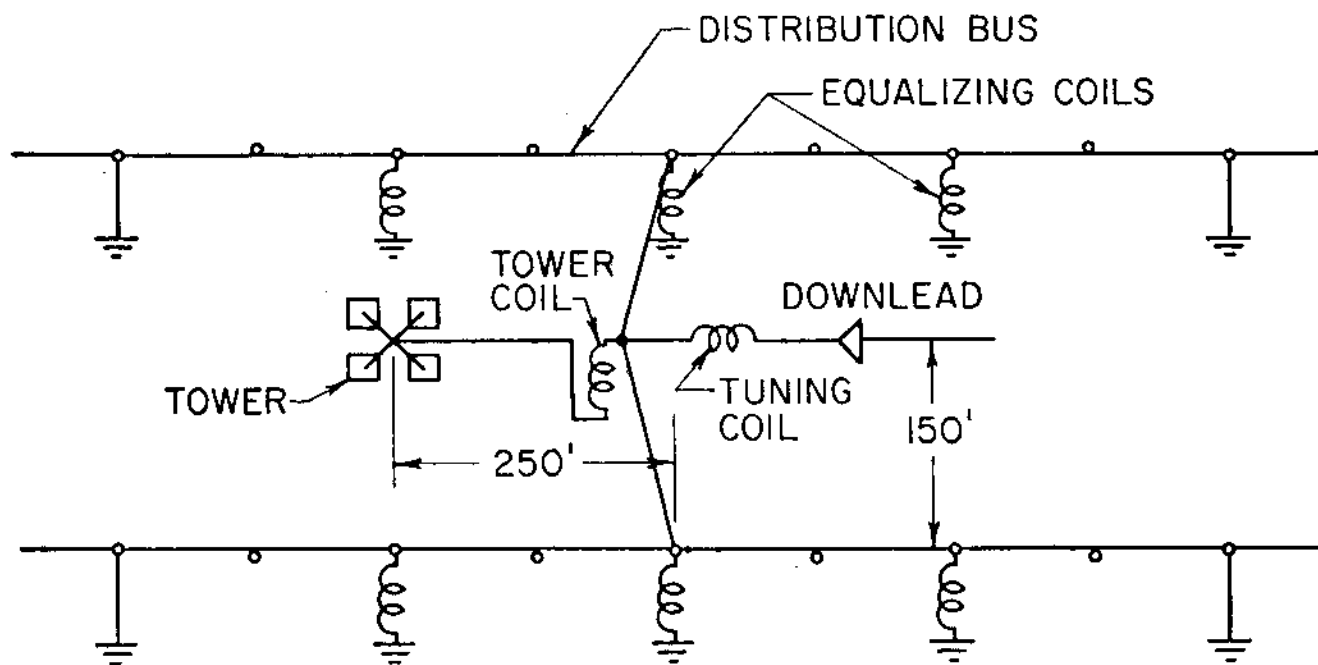 DISTRIBUTION BUS
EQUALIZING COILS
TOWER
COIL
DOWNLEAD
TOWER
TUNING
COIL
250'
150'